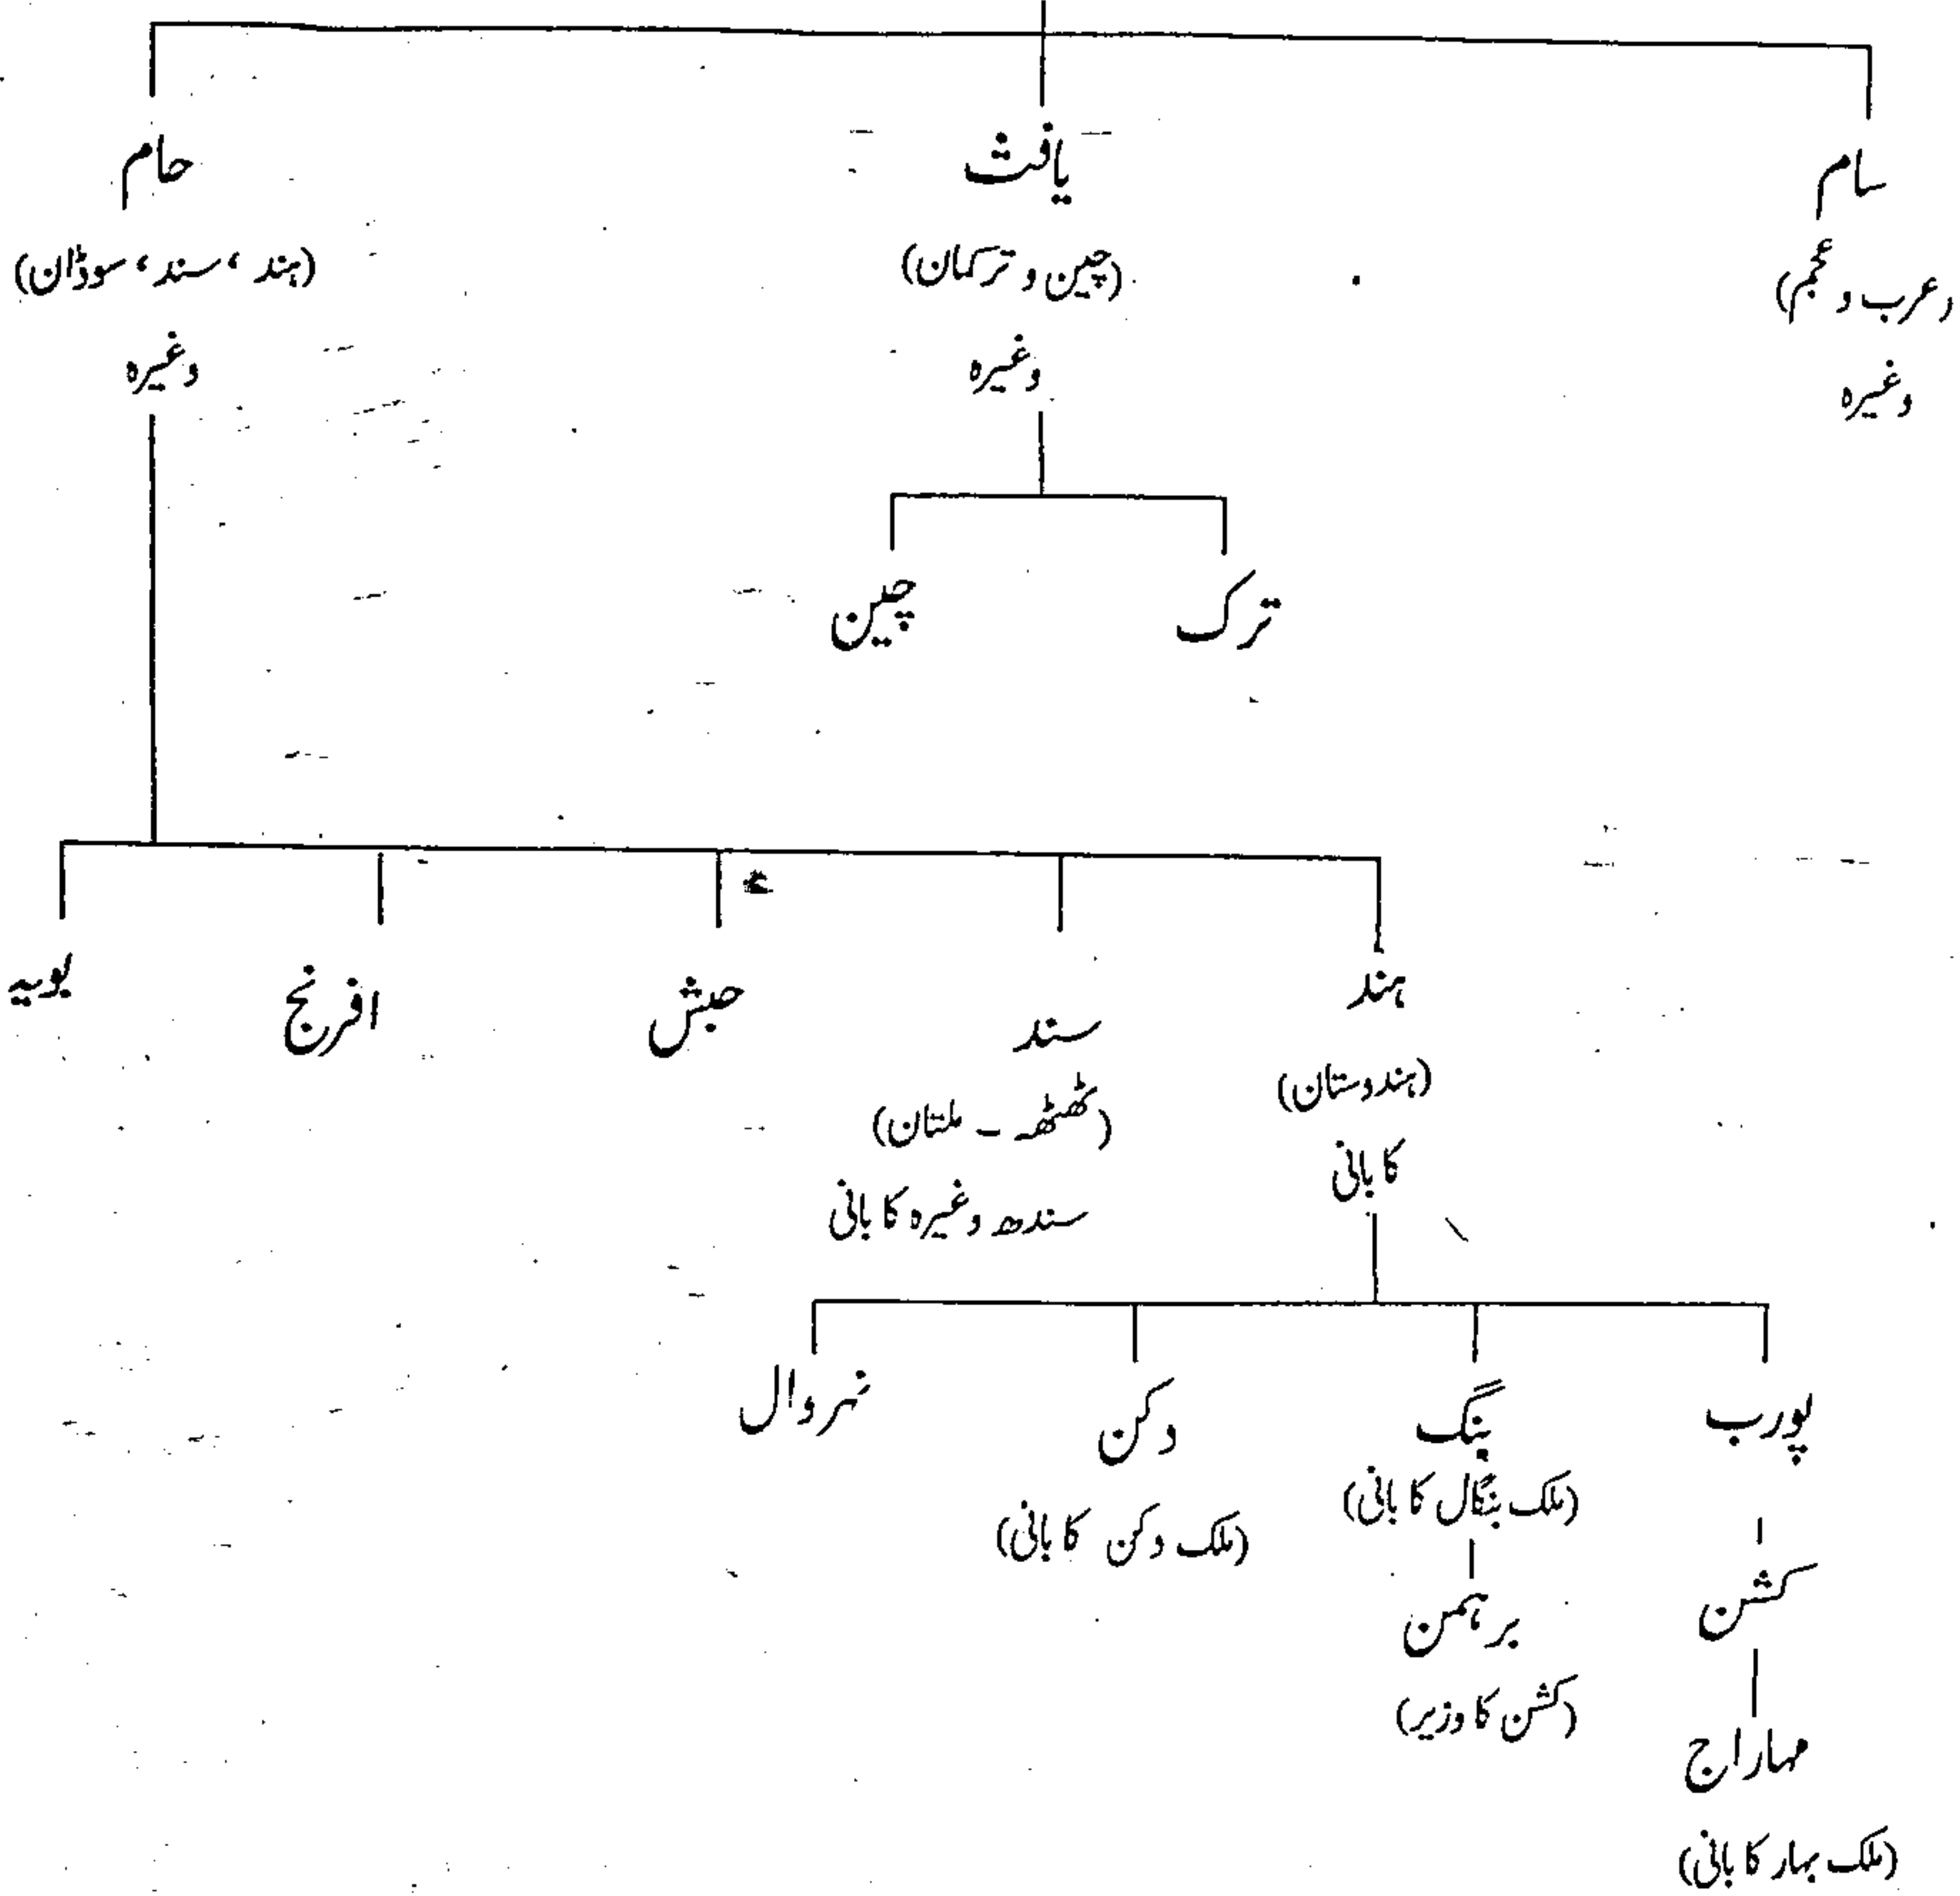 سام
(عرب و عجم)
وغیرہ
یافث
(چین و ترکمان)
وغیرہ
حام
(ہند، سند، سوڈان)
وغیرہ
ترک
چین
ہند
(ہندوستان)
کا بانی
سند
(ٹھٹھہ - ملتان)
سندھ وغیرہ کا بانی
حبش
افرنج
پورب
بنگ
(ملک بنگال کا بانی)
دکن
(ملک دکن کا بانی)
نہروال
کشن
برہمن
(کشن کا وزیر)
مہاراج
(ملک بہار کا بانی)